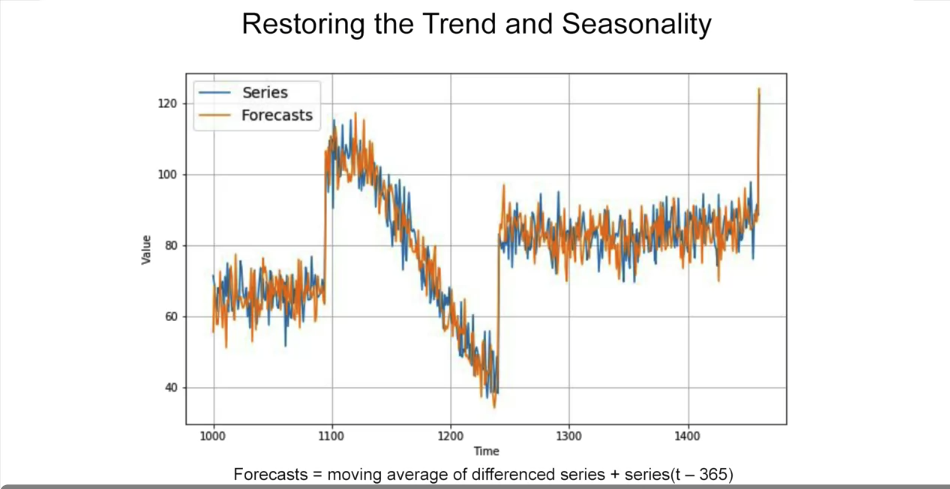 Restoring the Trend and Seasonality
Series
Forecasts
120
100
80
60
40
Value
1000
1100
1200
1300
1400
Time
Forecasts = moving average of differenced series + series(t – 365)